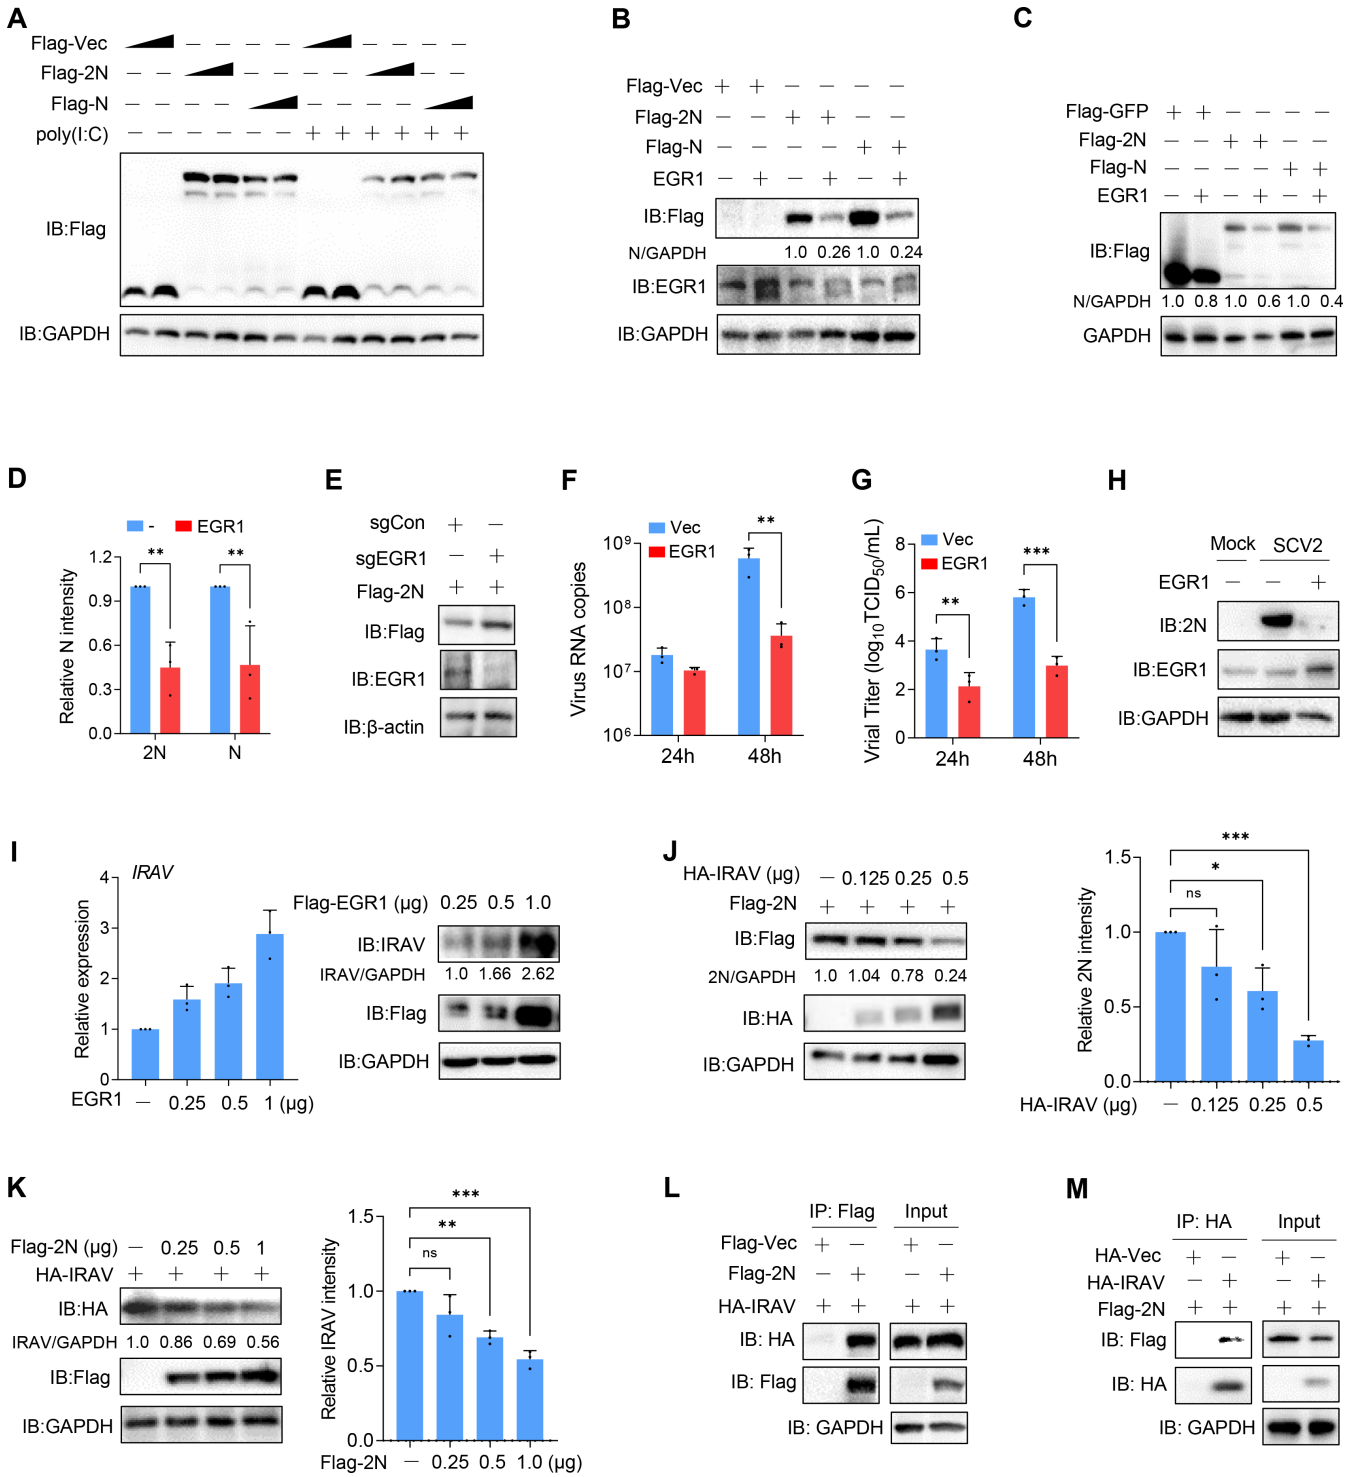 A
Flag-Vec — — — — — — — —
Flag-2N — — — — — — — —
Flag-N — — — — — — — —
poly(I:C) — — — — — — + + + + + +
IB:Flag
IB:GAPDH
B
Flag-Vec + + — — — —
Flag-2N — — + + — —
Flag-N — — — — + +
EGR1 — + — + — +
IB:Flag
N/GAPDH 1.0 0.26 1.0 0.24
IB:EGR1
IB:GAPDH
C
Flag-GFP + + — — — —
Flag-2N — — + + — —
Flag-N — — — — + +
EGR1 — + — + — +
IB:Flag
N/GAPDH 1.0 0.8 1.0 0.6 1.0 0.4
GAPDH
D
- EGR1
Relative N intensity
1.2
0.9
0.6
0.3
0.0
** **
2N N
E
sgCon + —
sgEGR1 — +
Flag-2N + +
IB:Flag
IB:EGR1
IB:β-actin
F
Vec
EGR1
**
Virus RNA copies
10^9
10^8
10^7
10^6
24h 48h
G
Vec
EGR1
** ***
Vrial Titer (log10TCID50/mL)
8
6
4
2
0
24h 48h
H
Mock SCV2
EGR1 — — +
IB:2N
IB:EGR1
IB:GAPDH
I
IRAV
Relative expression
4
3
2
1
0
EGR1 — 0.25 0.5 1 (μg)
Flag-EGR1 (μg) 0.25 0.5 1.0
IB:IRAV
IRAV/GAPDH 1.0 1.66 2.62
IB:Flag
IB:GAPDH
J
HA-IRAV (μg) — 0.125 0.25 0.5
Flag-2N + + + +
IB:Flag
2N/GAPDH 1.0 1.04 0.78 0.24
IB:HA
IB:GAPDH
***
*
ns
Relative 2N intensity
1.5
1.0
0.5
0.0
HA-IRAV (μg) — 0.125 0.25 0.5
K
Flag-2N (μg) — 0.25 0.5 1
HA-IRAV + + + +
IB:HA
IRAV/GAPDH 1.0 0.86 0.69 0.56
IB:Flag
IB:GAPDH
***
**
ns
Relative IRAV intensity
1.5
1.0
0.5
0.0
Flag-2N — 0.25 0.5 1.0 (μg)
L
IP: Flag Input
Flag-Vec + — + —
Flag-2N — + — +
HA-IRAV + + + +
IB: HA
IB: Flag
IB: GAPDH
M
IP: HA Input
HA-Vec + — + —
HA-IRAV — + — +
Flag-2N + + + +
IB: Flag
IB: HA
IB: GAPDH